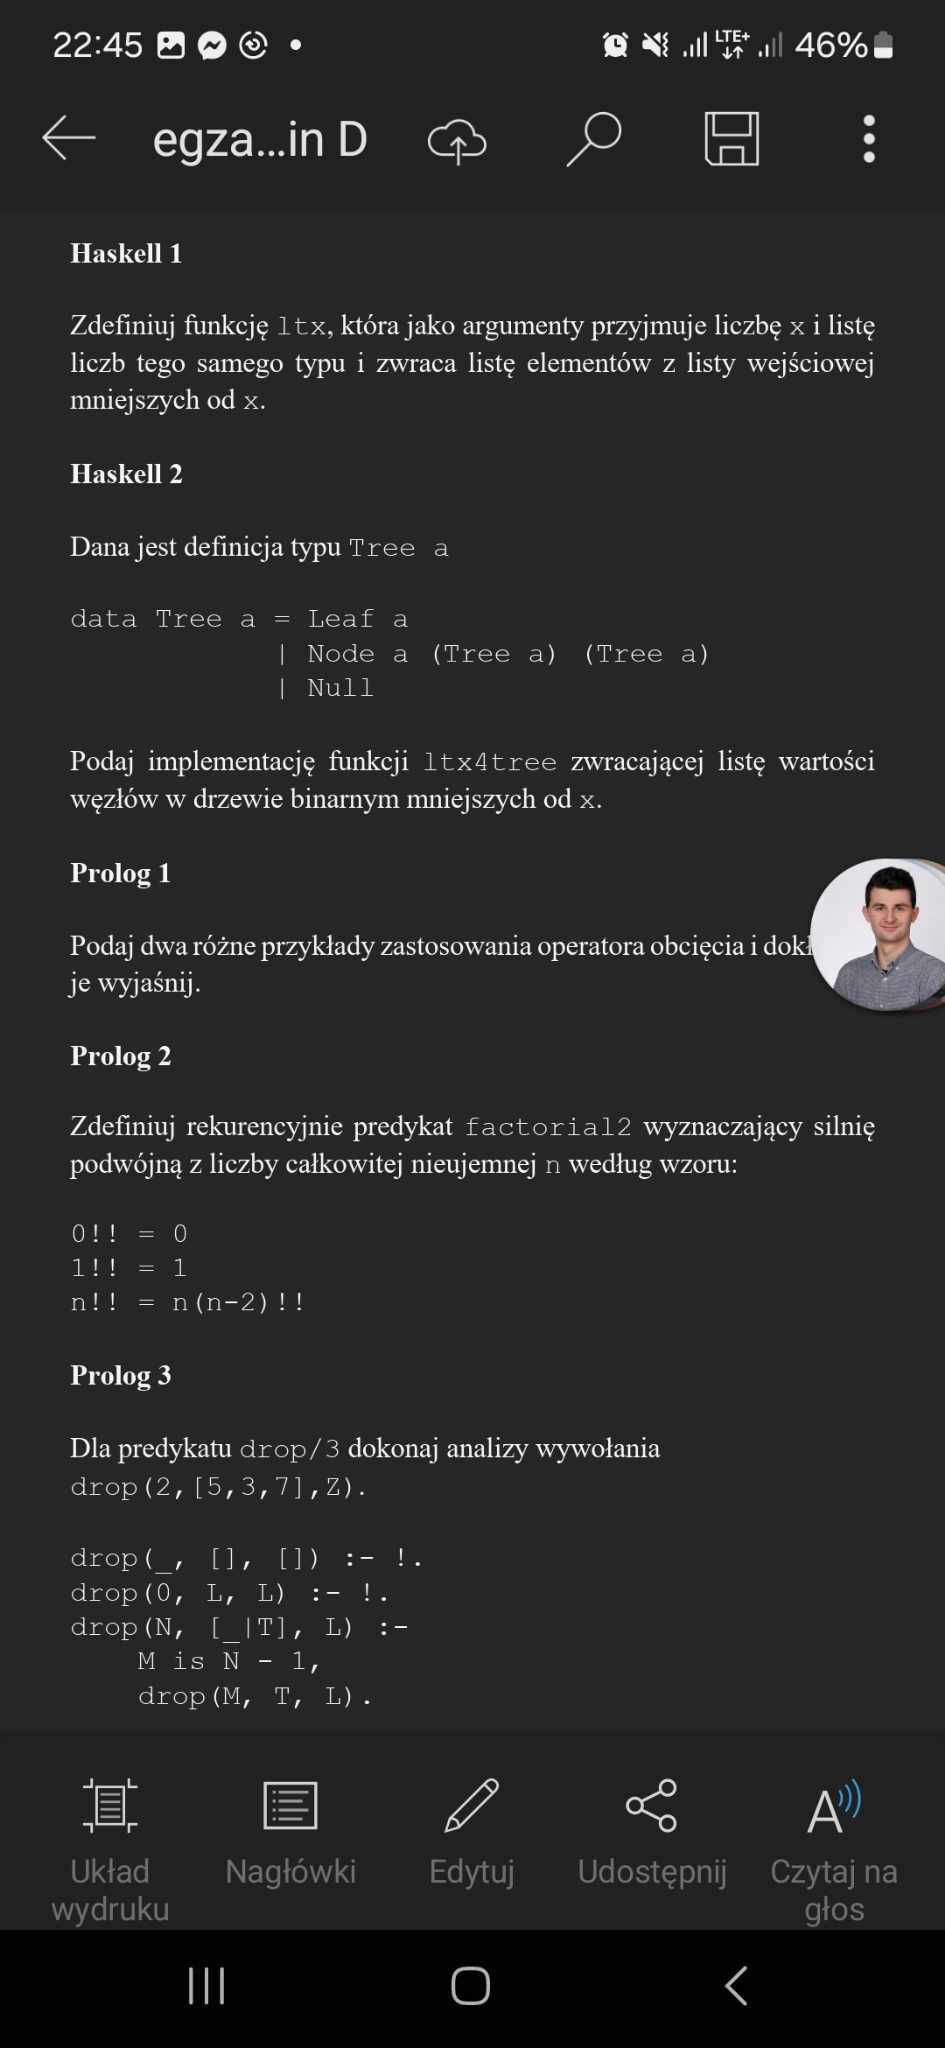 22:45 LTE+ 46%
egza...in D
Haskell 1
Zdefiniuj funkcję ltx, która jako argumenty przyjmuje liczbę x i listę
liczb tego samego typu i zwraca listę elementów z listy wejściowej
mniejszych od x.
Haskell 2
Dana jest definicja typu Tree a
data Tree a = Leaf a
| Node a (Tree a) (Tree a)
| Null
Podaj implementację funkcji ltx4tree zwracającej listę wartości
węzłów w drzewie binarnym mniejszych od x.
Prolog 1
Podaj dwa różne przykłady zastosowania operatora obcięcia i
je wyjaśnij.
Prolog 2
Zdefiniuj rekurencyjnie predykat factorial2 wyznaczający silnię
podwójną z liczby całkowitej nieujemnej n według wzoru:
0!! = 0
1!! = 1
n!! = n(n-2)!!
Prolog 3
Dla predykatu drop/3 dokonaj analizy wywołania
drop(2,[5,3,7],Z).
drop(_, [], []) :- !.
drop(0, L, L) :- !.
drop(N, [_|T], L) :-
M is N - 1,
drop(M, T, L).
Układ wydruku
Nagłówki
Edytuj
Udostępnij
Czytaj na głos